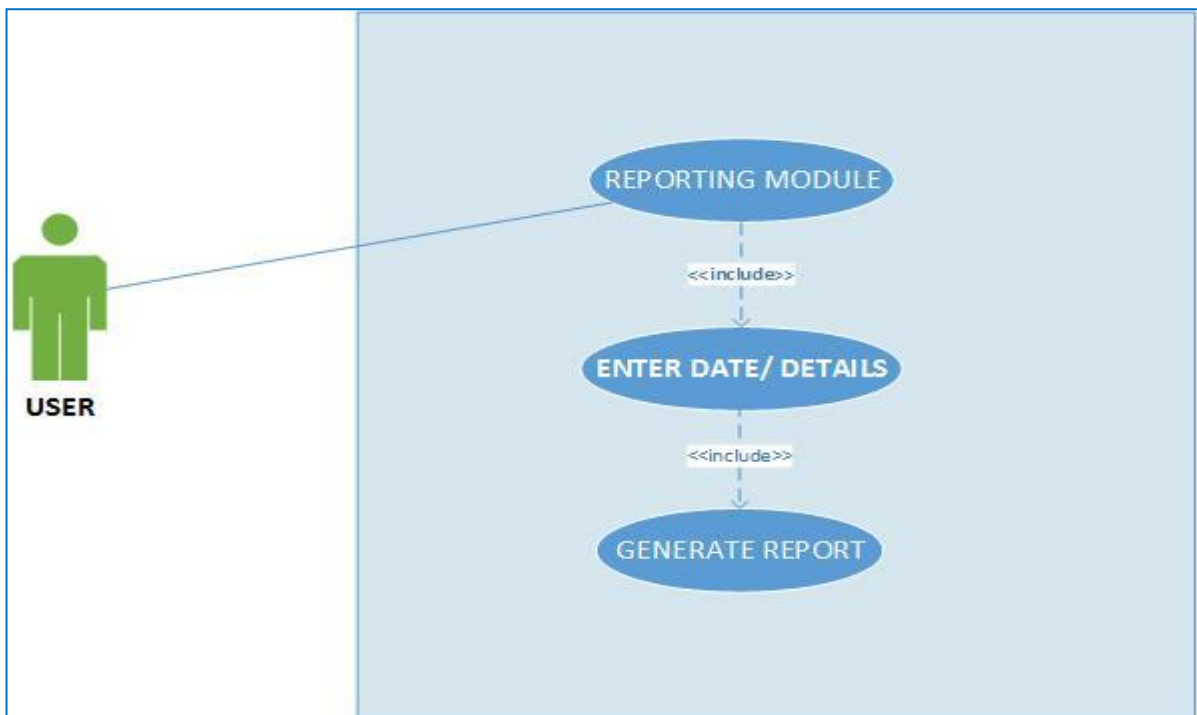 REPORTING MODULE
<<include>>
ENTER DATE/ DETAILS
USER
<<include>>
GENERATE REPORT